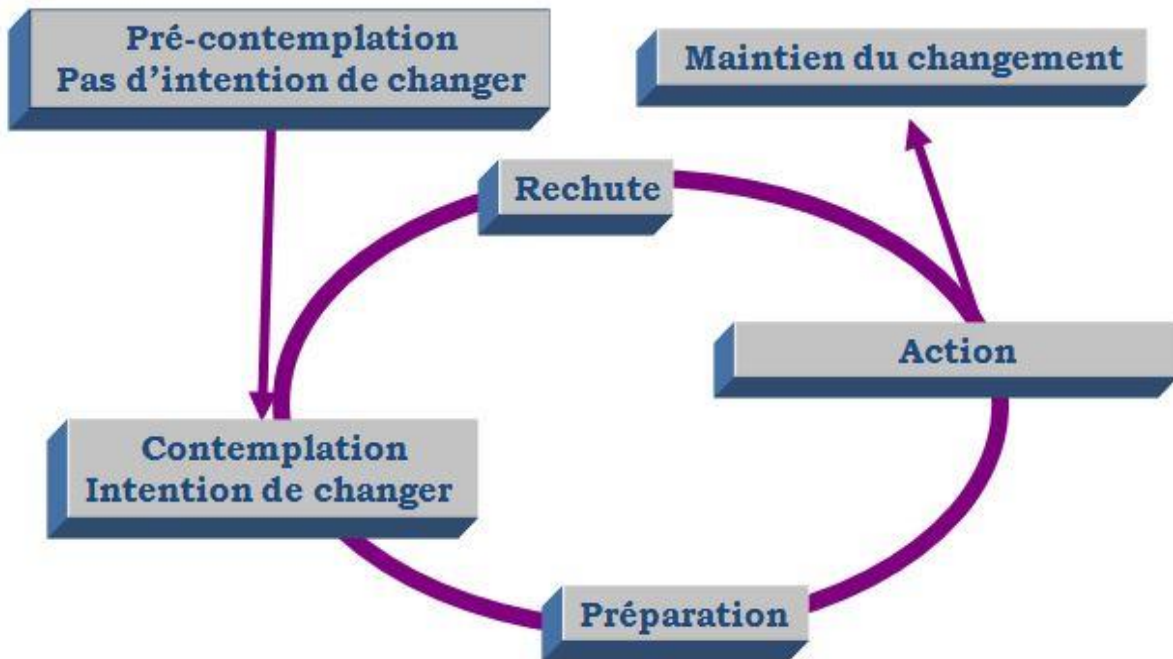 Pré-contemplation
Pas d'intention de changer
Maintien du changement
Rechute
Action
Contemplation
Intention de changer
Préparation